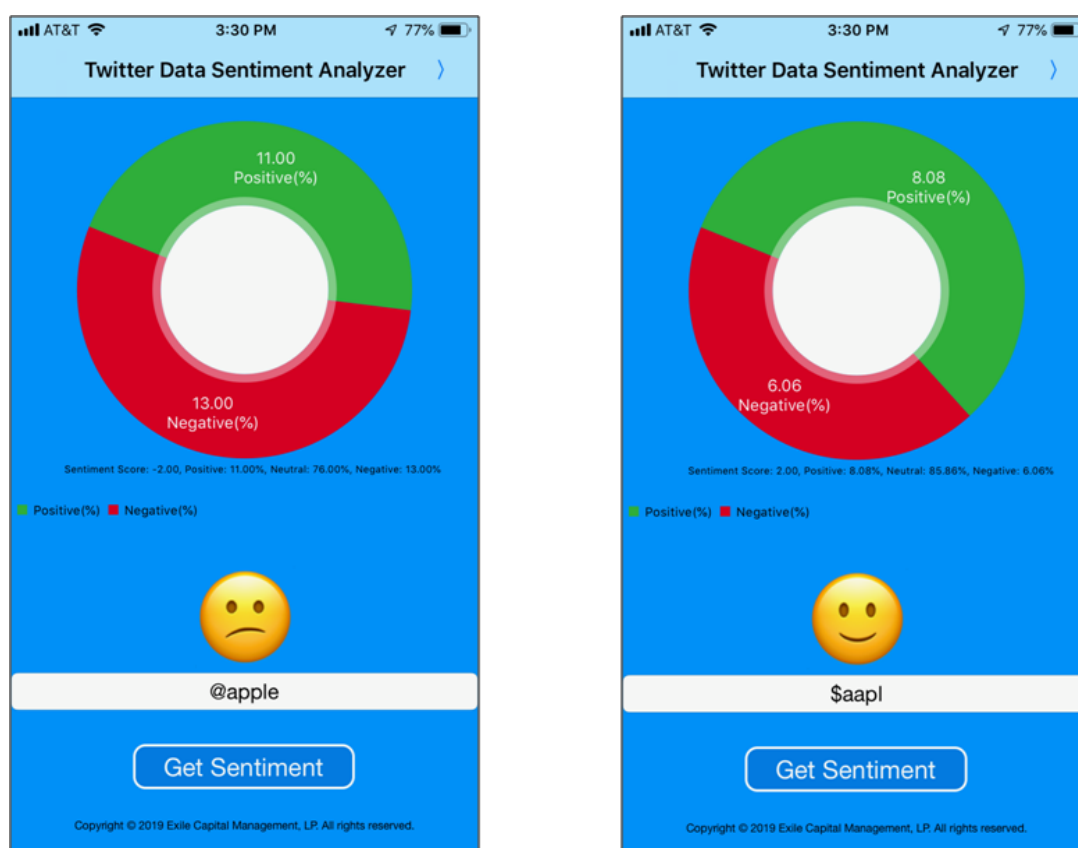 AT&T 3:30 PM 77%
Twitter Data Sentiment Analyzer 〉
11.00
Positive(%)
13.00
Negative(%)
Sentiment Score: -2.00, Positive: 11.00%, Neutral: 76.00%, Negative: 13.00%
Positive(%) Negative(%)
@apple
Get Sentiment
Copyright © 2019 Exile Capital Management, LP. All rights reserved.
AT&T 3:30 PM 77%
Twitter Data Sentiment Analyzer 〉
8.08
Positive(%)
6.06
Negative(%)
Sentiment Score: 2.00, Positive: 8.08%, Neutral: 85.86%, Negative: 6.06%
Positive(%) Negative(%)
$aapl
Get Sentiment
Copyright © 2019 Exile Capital Management, LP. All rights reserved.